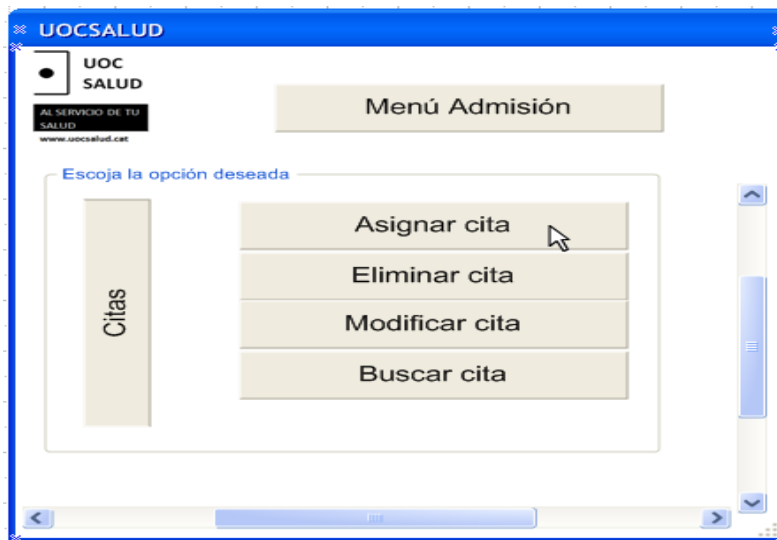 UOCSALUD
UOC
SALUD
AL SERVICIO DE TU
SALUD
www.uocsalud.cat
Menú Admisión
Escoja la opción deseada
Citas
Asignar cita
Eliminar cita
Modificar cita
Buscar cita